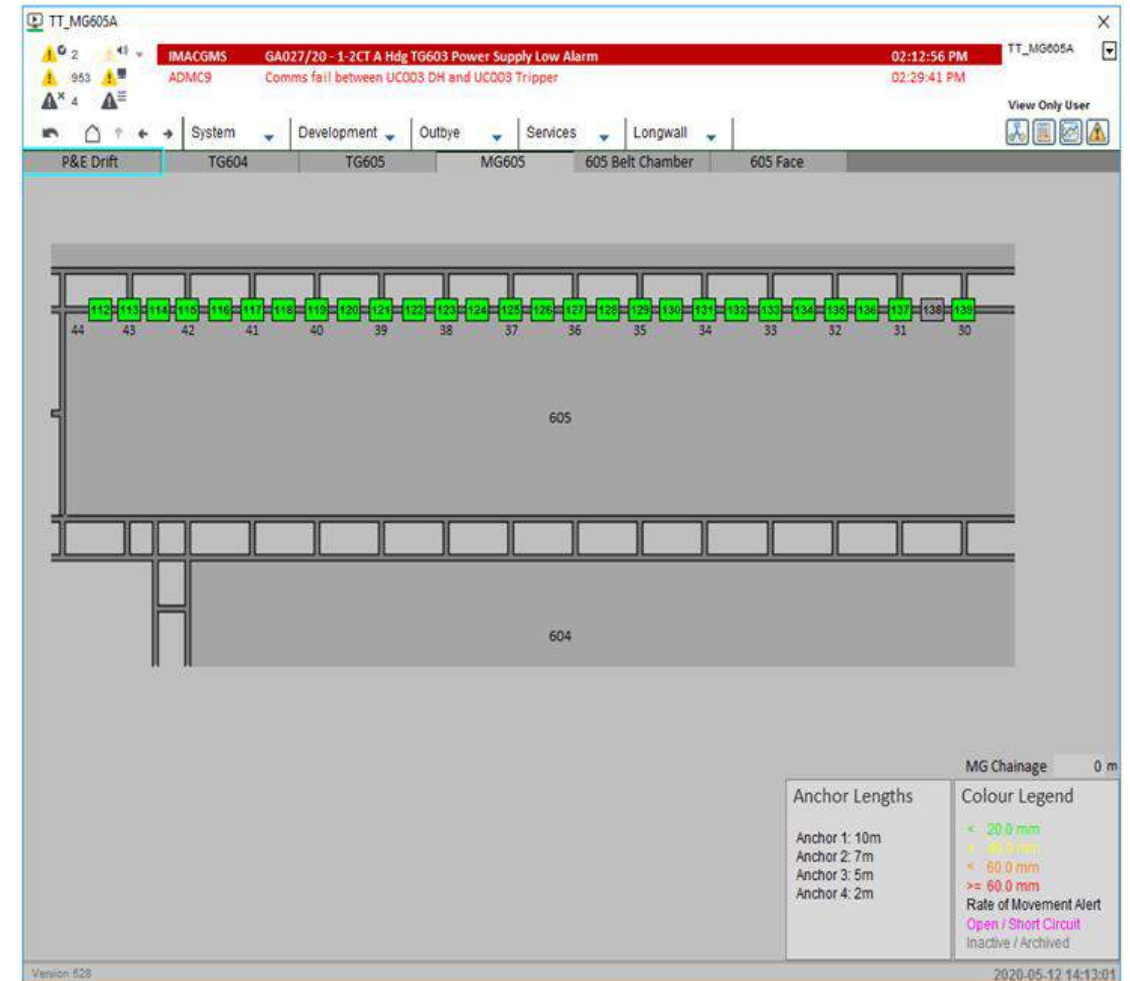 TT_MG605A
2
IMACGMS GA027/20 - 1-2CT A Hdg TG603 Power Supply Low Alarm 02:12:56 PM TT_MG605A
953 ADMC9 Comms fail between UC003 DH and UC003 Tripper 02:29:41 PM
4
View Only User
System Development Outbye Services Longwall
P&E Drift TG604 TG605 MG605 605 Belt Chamber 605 Face
112 113 114 115 116 117 118 119 120 121 122 123 124 125 126 127 128 129 130 131 132 133 134 135 136 137 138 139
44 43 42 41 40 39 38 37 36 35 34 33 32 31 30
605
604
MG Chainage 0 m
Anchor Lengths
Anchor 1: 10m
Anchor 2: 7m
Anchor 3: 5m
Anchor 4: 2m
Colour Legend
< 20.0 mm
< 40.0 mm
< 60.0 mm
>= 60.0 mm
Rate of Movement Alert
Open / Short Circuit
Inactive / Archived
Version 528 2020-05-12 14:13:01